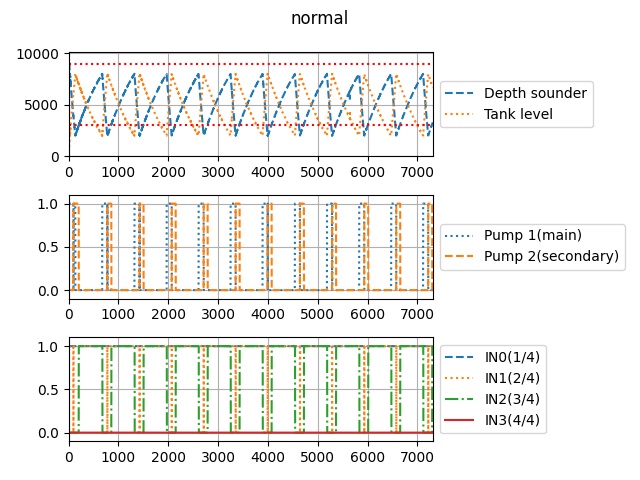 normal
10000
5000
0
0 1000 2000 3000 4000 5000 6000 7000
Depth sounder
Tank level
1.0
0.5
0.0
0 1000 2000 3000 4000 5000 6000 7000
Pump 1(main)
Pump 2(secondary)
1.0
0.5
0.0
0 1000 2000 3000 4000 5000 6000 7000
IN0(1/4)
IN1(2/4)
IN2(3/4)
IN3(4/4)